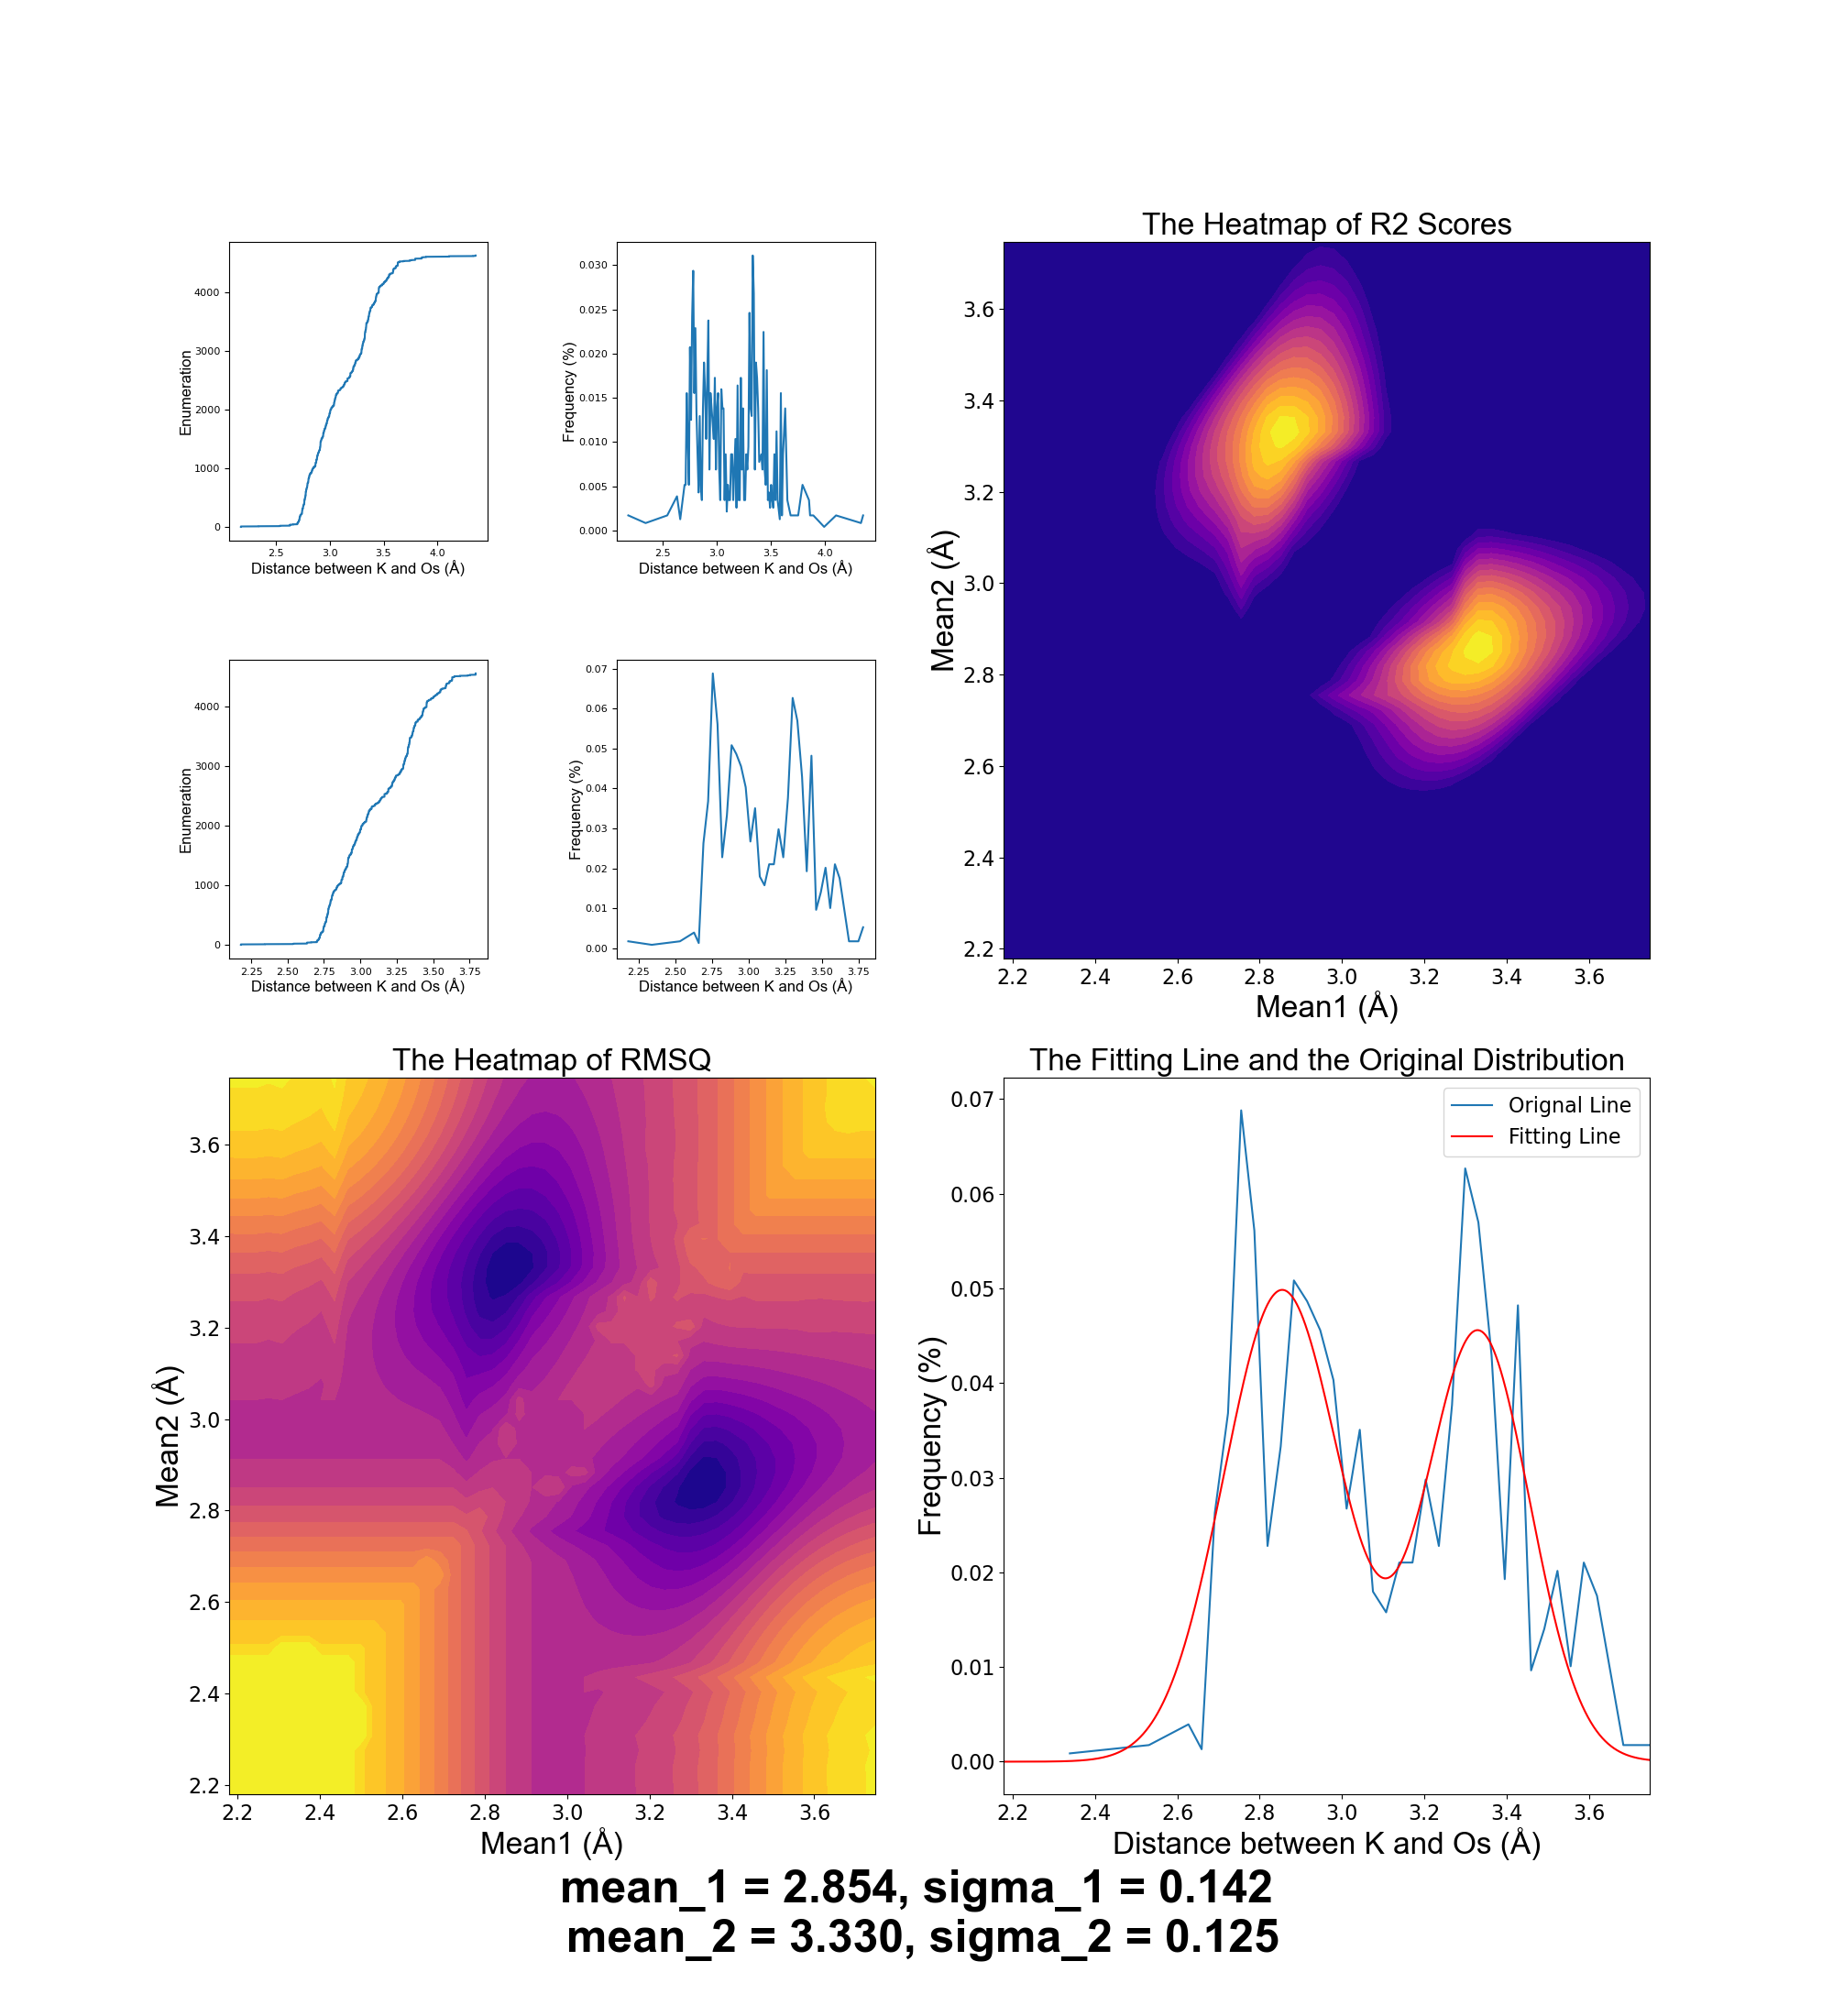 The Heatmap of R2 Scores
Enumeration
4000
3000
2000
1000
0
2.5 3.0 3.5 4.0
Distance between K and Os (Å)
Frequency (%)
0.030
0.025
0.020
0.015
0.010
0.005
0.000
2.5 3.0 3.5 4.0
Distance between K and Os (Å)
Mean2 (Å)
3.6
3.4
3.2
3.0
2.8
2.6
2.4
2.2
2.2 2.4 2.6 2.8 3.0 3.2 3.4 3.6
Mean1 (Å)
Enumeration
4000
3000
2000
1000
0
2.25 2.50 2.75 3.00 3.25 3.50 3.75
Distance between K and Os (Å)
Frequency (%)
0.07
0.06
0.05
0.04
0.03
0.02
0.01
0.00
2.25 2.50 2.75 3.00 3.25 3.50 3.75
Distance between K and Os (Å)
The Heatmap of RMSQ
Mean2 (Å)
3.6
3.4
3.2
3.0
2.8
2.6
2.4
2.2
2.2 2.4 2.6 2.8 3.0 3.2 3.4 3.6
Mean1 (Å)
The Fitting Line and the Original Distribution
Orignal Line
Fitting Line
Frequency (%)
0.07
0.06
0.05
0.04
0.03
0.02
0.01
0.00
2.2 2.4 2.6 2.8 3.0 3.2 3.4 3.6
Distance between K and Os (Å)
mean_1 = 2.854, sigma_1 = 0.142
mean_2 = 3.330, sigma_2 = 0.125